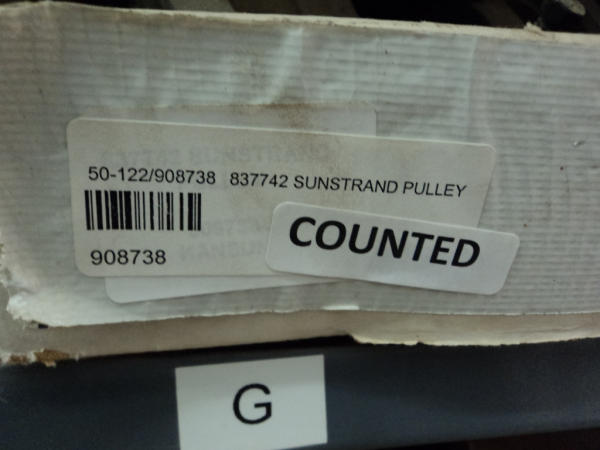 50-122/908738 837742 SUNSTRAND PULLEY
908738
COUNTED
G